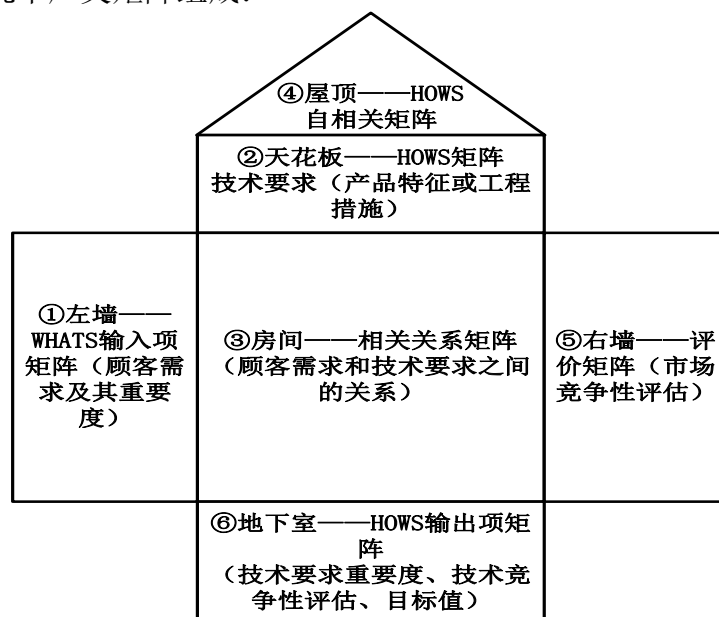 ④屋顶——HOWS
自相关矩阵
②天花板——HOWS矩阵
技术要求（产品特征或工程
措施）
①左墙——
WHATS输入项
矩阵（顾客需
求及其重要
度）
③房间——相关关系矩阵
（顾客需求和技术要求之间
的关系）
⑤右墙——评
价矩阵（市场
竞争性评估）
⑥地下室——HOWS输出项矩
阵
（技术要求重要度、技术竞
争性评估、目标值）